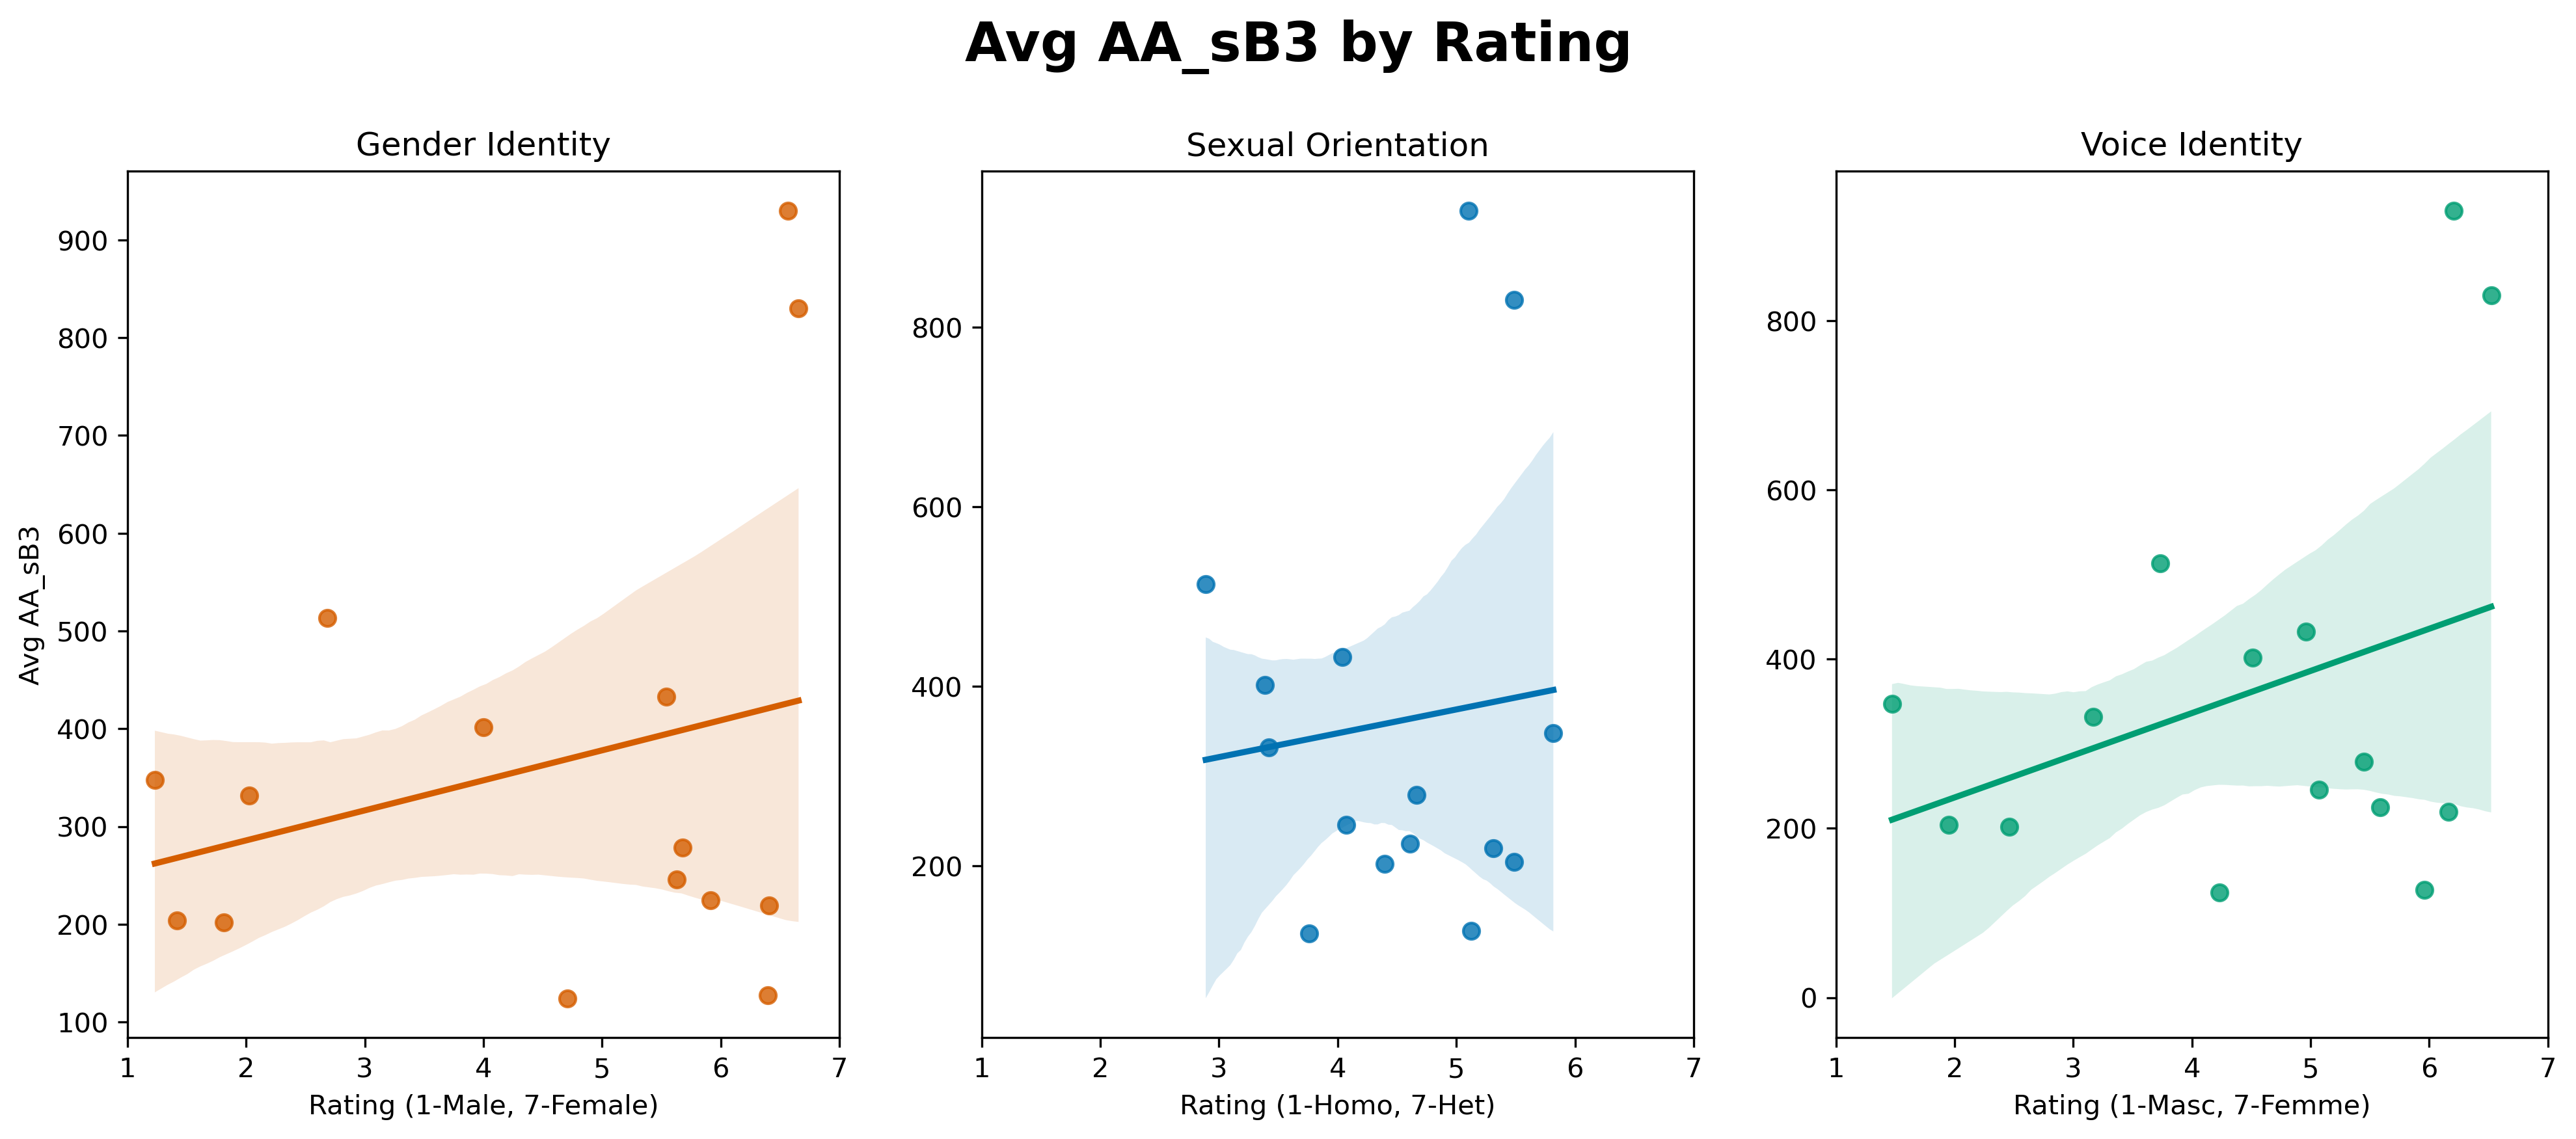 Avg AA_sB3 by Rating
Gender Identity
Avg AA_sB3
900
800
700
600
500
400
300
200
100
1 2 3 4 5 6 7
Rating (1-Male, 7-Female)
Sexual Orientation
800
600
400
200
1 2 3 4 5 6 7
Rating (1-Homo, 7-Het)
Voice Identity
800
600
400
200
0
1 2 3 4 5 6 7
Rating (1-Masc, 7-Femme)